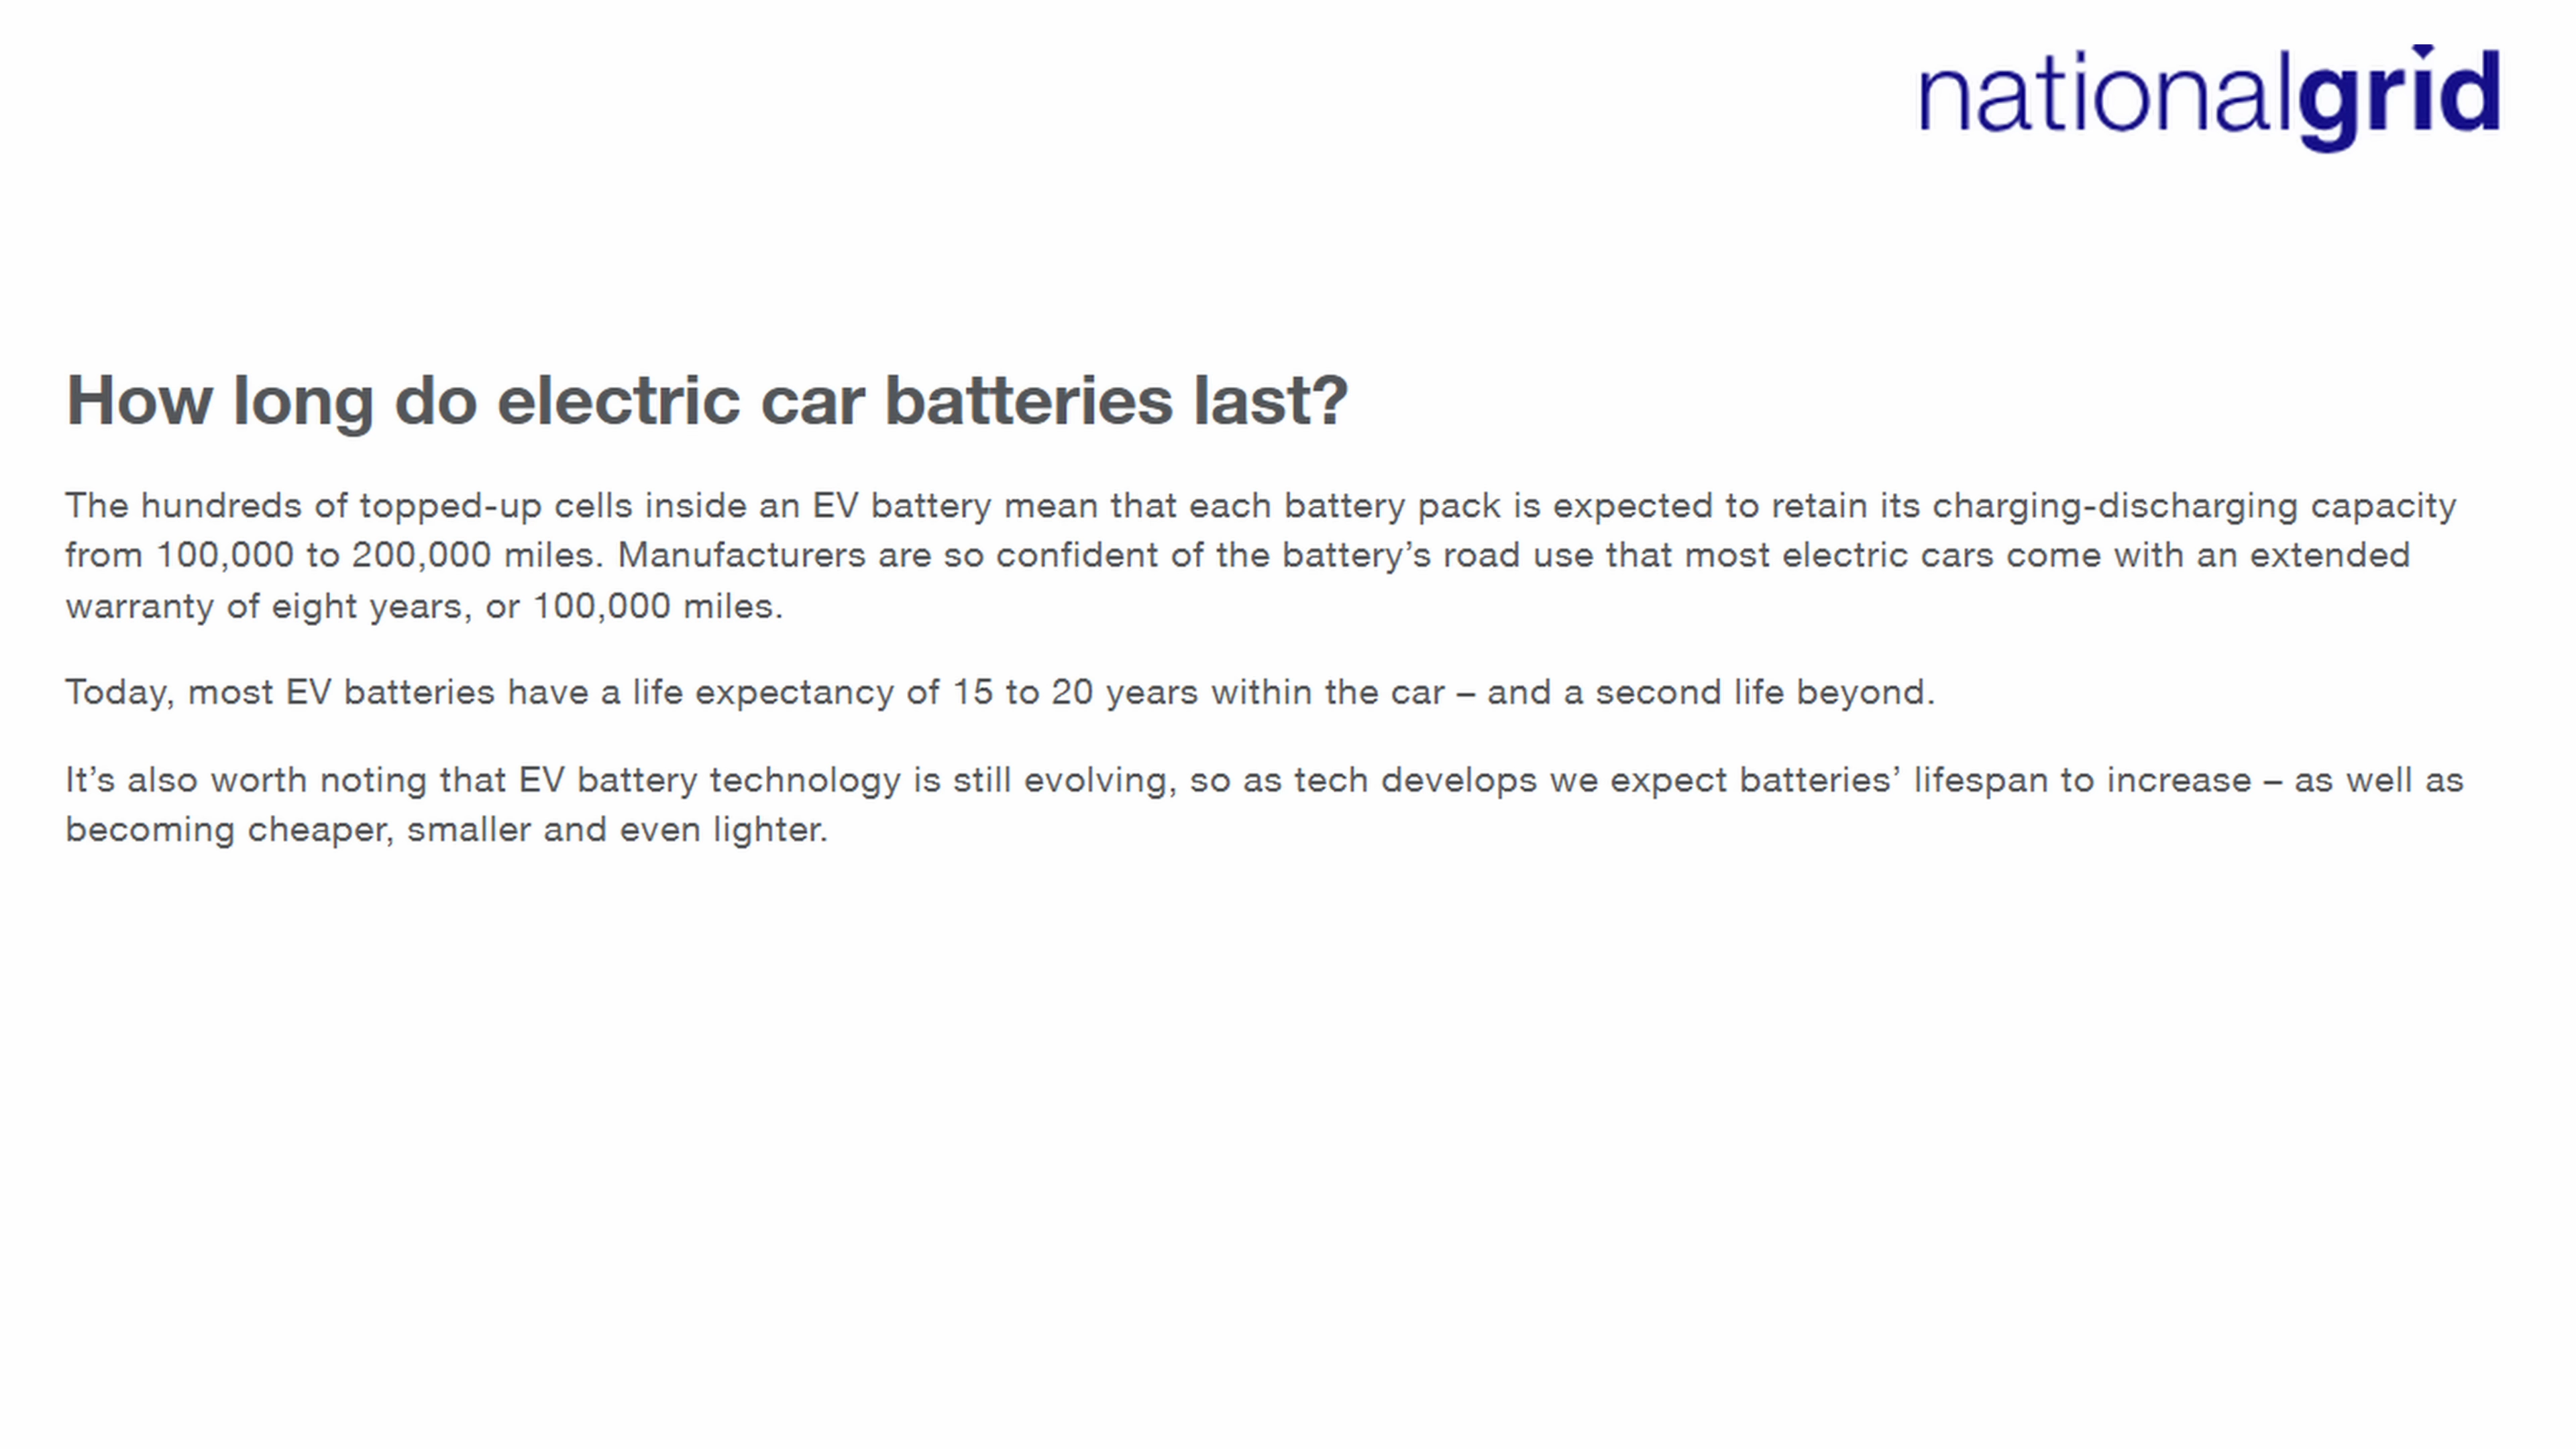 nationalgrid
How long do electric car batteries last?
The hundreds of topped-up cells inside an EV battery mean that each battery pack is expected to retain its charging-discharging capacity
from 100,000 to 200,000 miles. Manufacturers are so confident of the battery’s road use that most electric cars come with an extended
warranty of eight years, or 100,000 miles.
Today, most EV batteries have a life expectancy of 15 to 20 years within the car – and a second life beyond.
It’s also worth noting that EV battery technology is still evolving, so as tech develops we expect batteries’ lifespan to increase – as well as
becoming cheaper, smaller and even lighter.